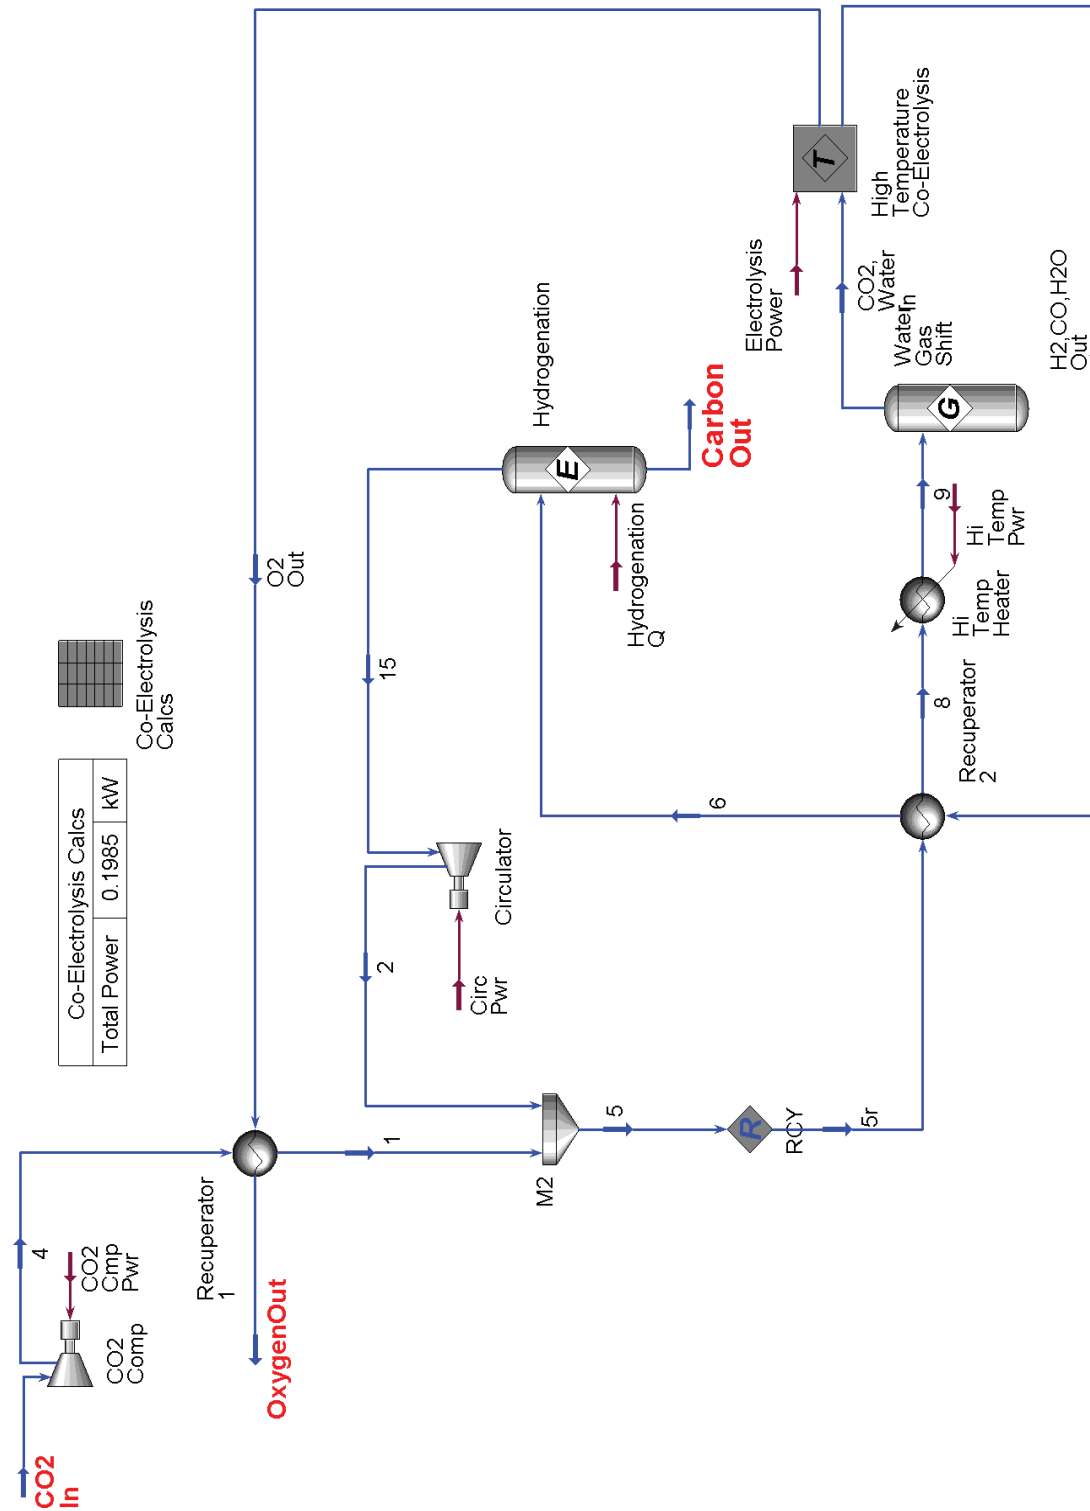 CO2
In
CO2
Comp
CO2
Cmp
Pwr
4
Recuperator
1
OxygenOut
1
M2
5
RCY
5r
Co-Electrolysis Calcs
Total Power 0.1985 kW
Co-Electrolysis
Calcs
2
Circ
Pwr
Circulator
15
O2
Out
6
Recuperator
2
8
Hi
Temp
Heater
Hi
Temp
Pwr
9
Hydrogenation
Q
E
Hydrogenation
Carbon
Out
G
Water
Gas
Shift
CO2,
Water
In
Electrolysis
Power
T
High
Temperature
Co-Electrolysis
H2,CO,H2O
Out
R